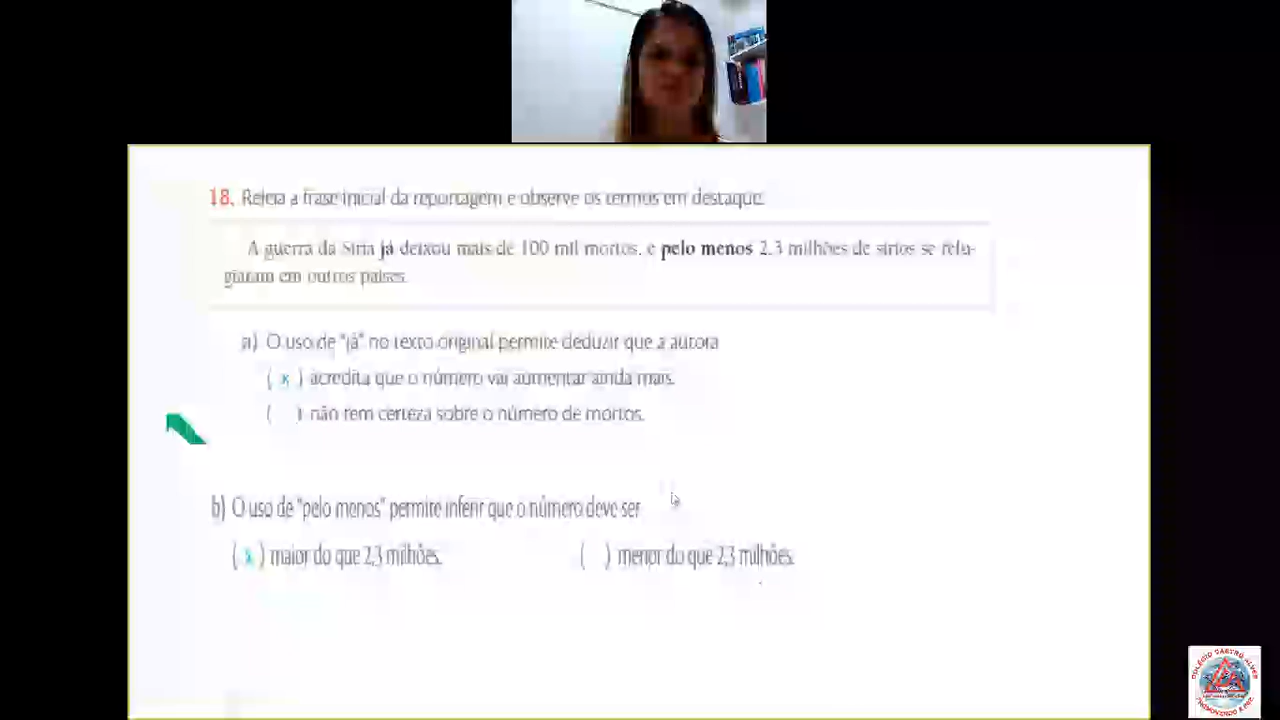 18. Releia a frase inicial da reportagem e observe os termos em destaque.
A guerra da Síria já deixou mais de 100 mil mortos, e pelo menos 2,3 milhões de sírios se refu-
giaram em outros países.
a) O uso de "já" no texto original permite deduzir que a autora
( x ) acredita que o número vai aumentar ainda mais.
( ) não tem certeza sobre o número de mortos.
b) O uso de "pelo menos" permite inferir que o número deve ser
( x ) maior do que 2,3 milhões. ( ) menor do que 2,3 milhões.
COLÉGIO CASTRO ALVES